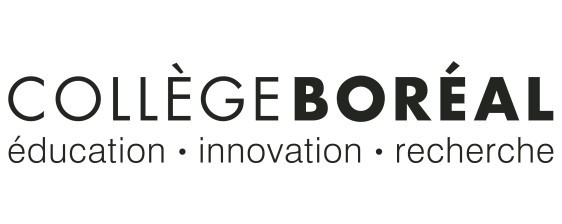 COLLÈGEBORÉAL
éducation • innovation • recherche